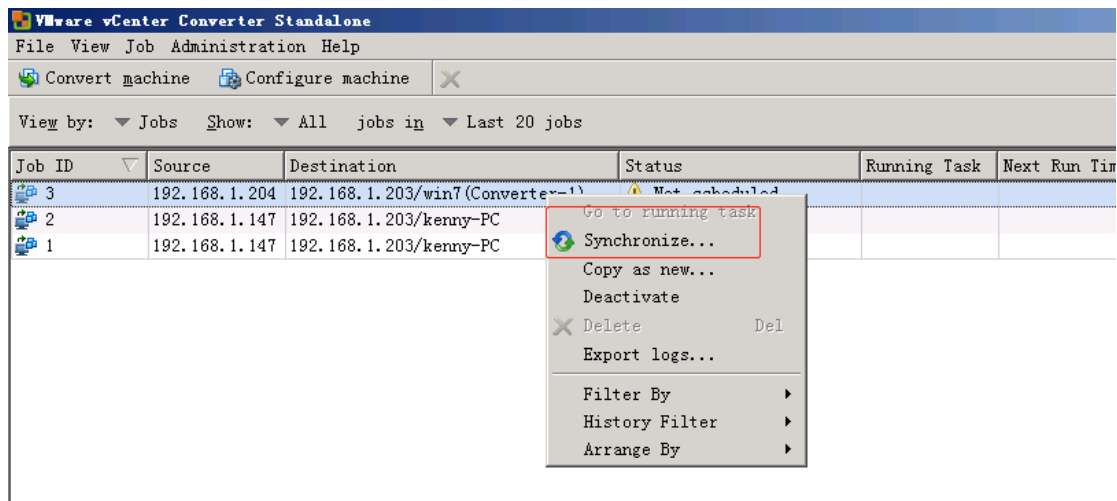 VMware vCenter Converter Standalone
File View Job Administration Help
Convert machine Configure machine
View by: Jobs Show: All jobs in Last 20 jobs
Job ID Source Destination Status Running Task Next Run Tim
3 192.168.1.204 192.168.1.203/win7(Converter-1) Not scheduled
2 192.168.1.147 192.168.1.203/kenny-PC
1 192.168.1.147 192.168.1.203/kenny-PC
Go to running task
Synchronize...
Copy as new...
Deactivate
Delete Del
Export logs...
Filter By
History Filter
Arrange By